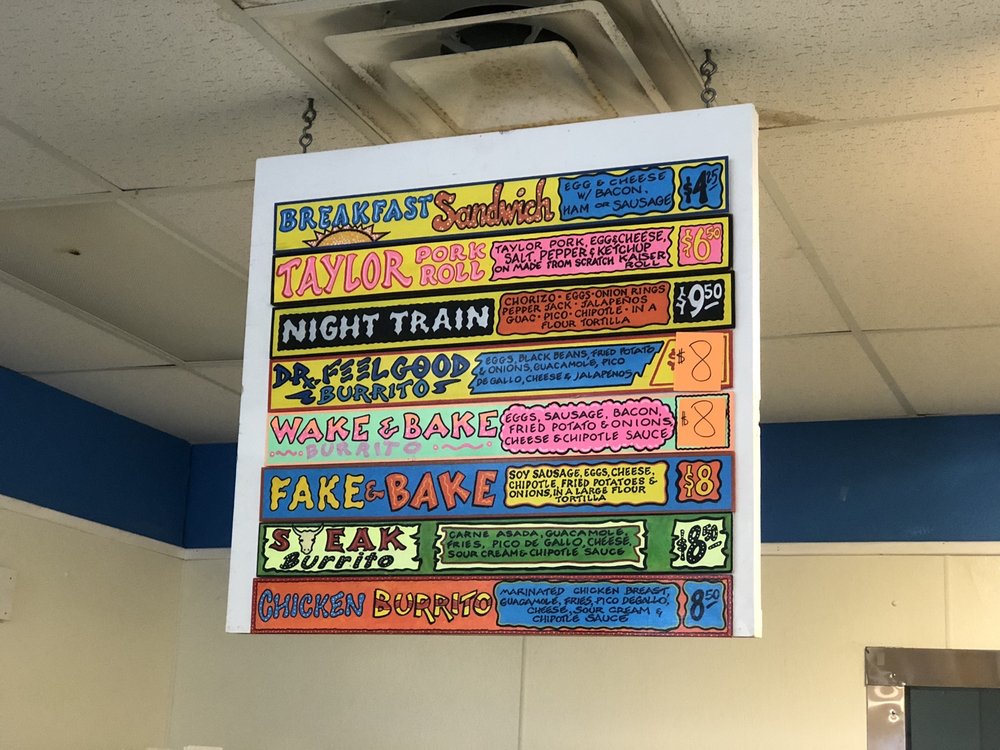 BREAKFAST Sandwich
EGG & CHEESE
W/ BACON,
HAM OR SAUSAGE
$4.25
TAYLOR PORK
ROLL
TAYLOR PORK, EGG & CHEESE,
SALT, PEPPER & KETCHUP
ON MADE FROM SCRATCH KAISER
ROLL
$6.50
NIGHT TRAIN
CHORIZO • EGGS • ONION RINGS
PEPPER JACK • JALAPEÑOS
GUAC • PICO • CHIPOTLE • IN A
FLOUR TORTILLA
$9.50
DR. FEELGOOD
BURRITO
EGGS, BLACK BEANS, FRIED POTATO
& ONIONS, GUACAMOLE, PICO
DE GALLO, CHEESE & JALAPEÑOS
$8
WAKE & BAKE
BURRITO
EGGS, SAUSAGE, BACON,
FRIED POTATO & ONIONS,
CHEESE & CHIPOTLE SAUCE
$8
FAKE & BAKE
SOY SAUSAGE, EGGS, CHEESE,
CHIPOTLE, FRIED POTATOES &
ONIONS, IN A LARGE FLOUR
TORTILLA
$8
STEAK
Burrito
CARNE ASADA, GUACAMOLE,
FRIES, PICO DE GALLO, CHEESE,
SOUR CREAM & CHIPOTLE SAUCE
$8.50
CHICKEN BURRITO
MARINATED CHICKEN BREAST,
GUACAMOLE, FRIES, PICO DEGALLO,
CHEESE, SOUR CREAM &
CHIPOTLE SAUCE
8.50